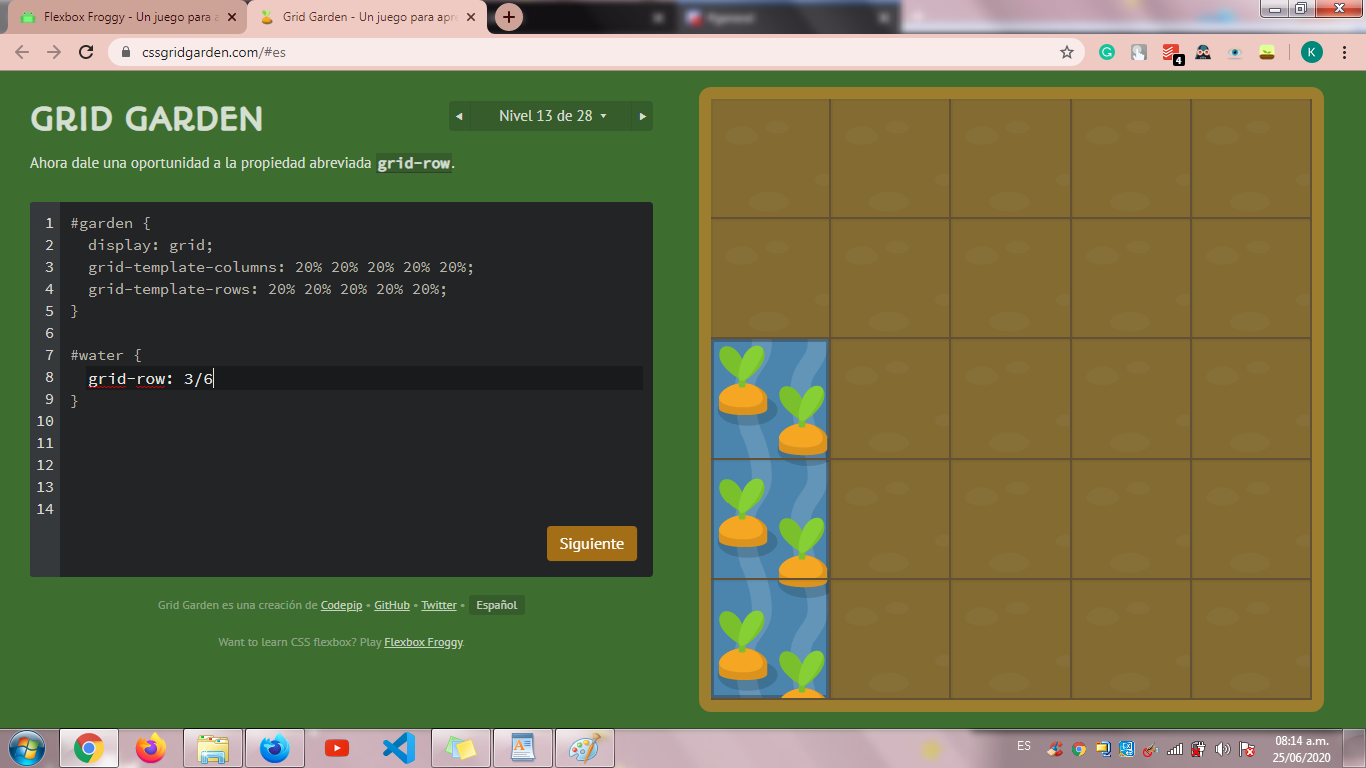 Flexbox Froggy - Un juego para a
Grid Garden - Un juego para apre
cssgridgarden.com/#es
4
K
GRID GARDEN
◄ Nivel 13 de 28 ▾ ►
Ahora dale una oportunidad a la propiedad abreviada grid-row.
1 #garden {
2 display: grid;
3 grid-template-columns: 20% 20% 20% 20% 20%;
4 grid-template-rows: 20% 20% 20% 20% 20%;
5 }
6
7 #water {
8 grid-row: 3/6
9 }
10
11
12
13
14
Siguiente
Grid Garden es una creación de Codepip • GitHub • Twitter • Español
Want to learn CSS flexbox? Play Flexbox Froggy.
ES
08:14 a.m.
25/06/2020